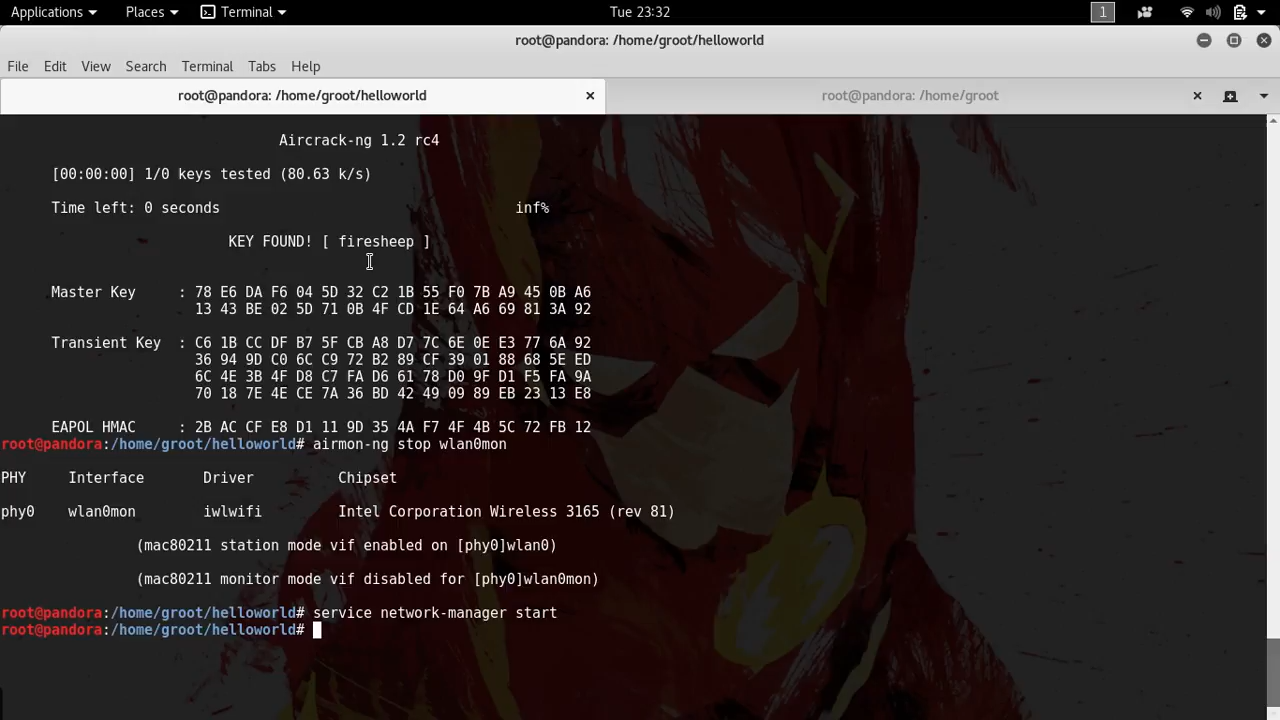 Applications Places Terminal Tue 23:32 1
root@pandora: /home/groot/helloworld
File Edit View Search Terminal Tabs Help
root@pandora: /home/groot/helloworld root@pandora: /home/groot
Aircrack-ng 1.2 rc4
[00:00:00] 1/0 keys tested (80.63 k/s)
Time left: 0 seconds inf%
KEY FOUND! [ firesheep ]
Master Key : 78 E6 DA F6 04 5D 32 C2 1B 55 F0 7B A9 45 0B A6
13 43 BE 02 5D 71 0B 4F CD 1E 64 A6 69 81 3A 92
Transient Key : C6 1B CC DF B7 5F CB A8 D7 7C 6E 0E E3 77 6A 92
36 94 9D C0 6C C9 72 B2 89 CF 39 01 88 68 5E ED
6C 4E 3B 4F D8 C7 FA D6 61 78 D0 9F D1 F5 FA 9A
70 18 7E 4E CE 7A 36 BD 42 49 09 89 EB 23 13 E8
EAPOL HMAC : 2B AC CF E8 D1 11 9D 35 4A F7 4F 4B 5C 72 FB 12
root@pandora:/home/groot/helloworld# airmon-ng stop wlan0mon
PHY Interface Driver Chipset
phy0 wlan0mon iwlwifi Intel Corporation Wireless 3165 (rev 81)
(mac80211 station mode vif enabled on [phy0]wlan0)
(mac80211 monitor mode vif disabled for [phy0]wlan0mon)
root@pandora:/home/groot/helloworld# service network-manager start
root@pandora:/home/groot/helloworld#